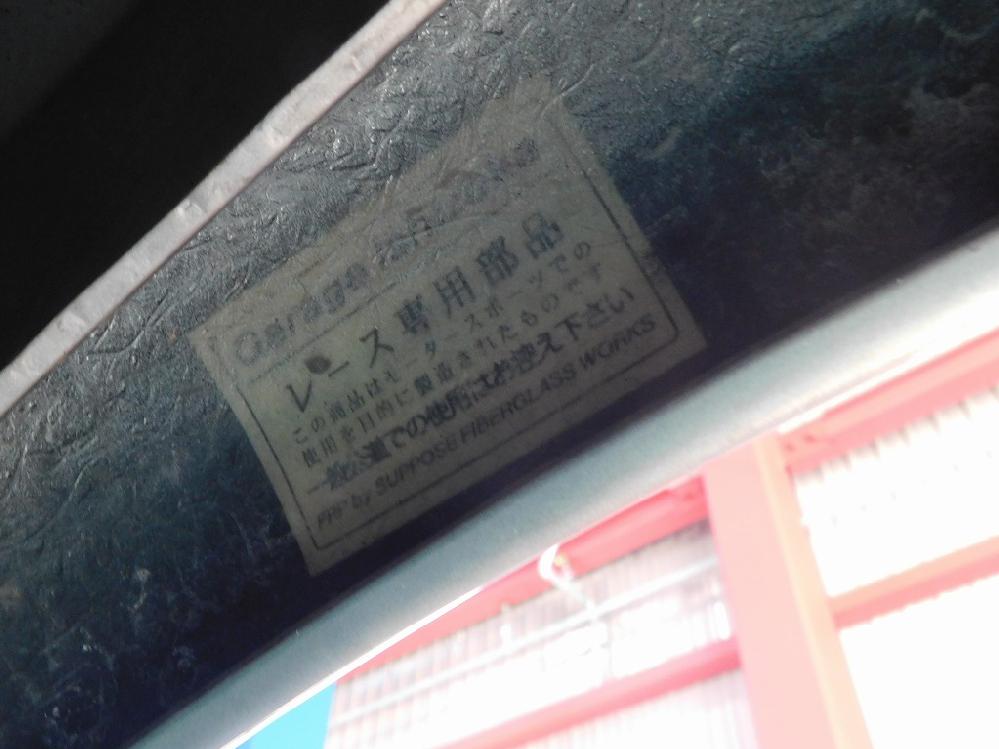 Garage
レース専用部品
この商品はモータースポーツでの
使用を目的に製造されたものです
一般公道での使用はお控え下さい
FRP by SUPPOSE FIBERGLASS WORKS